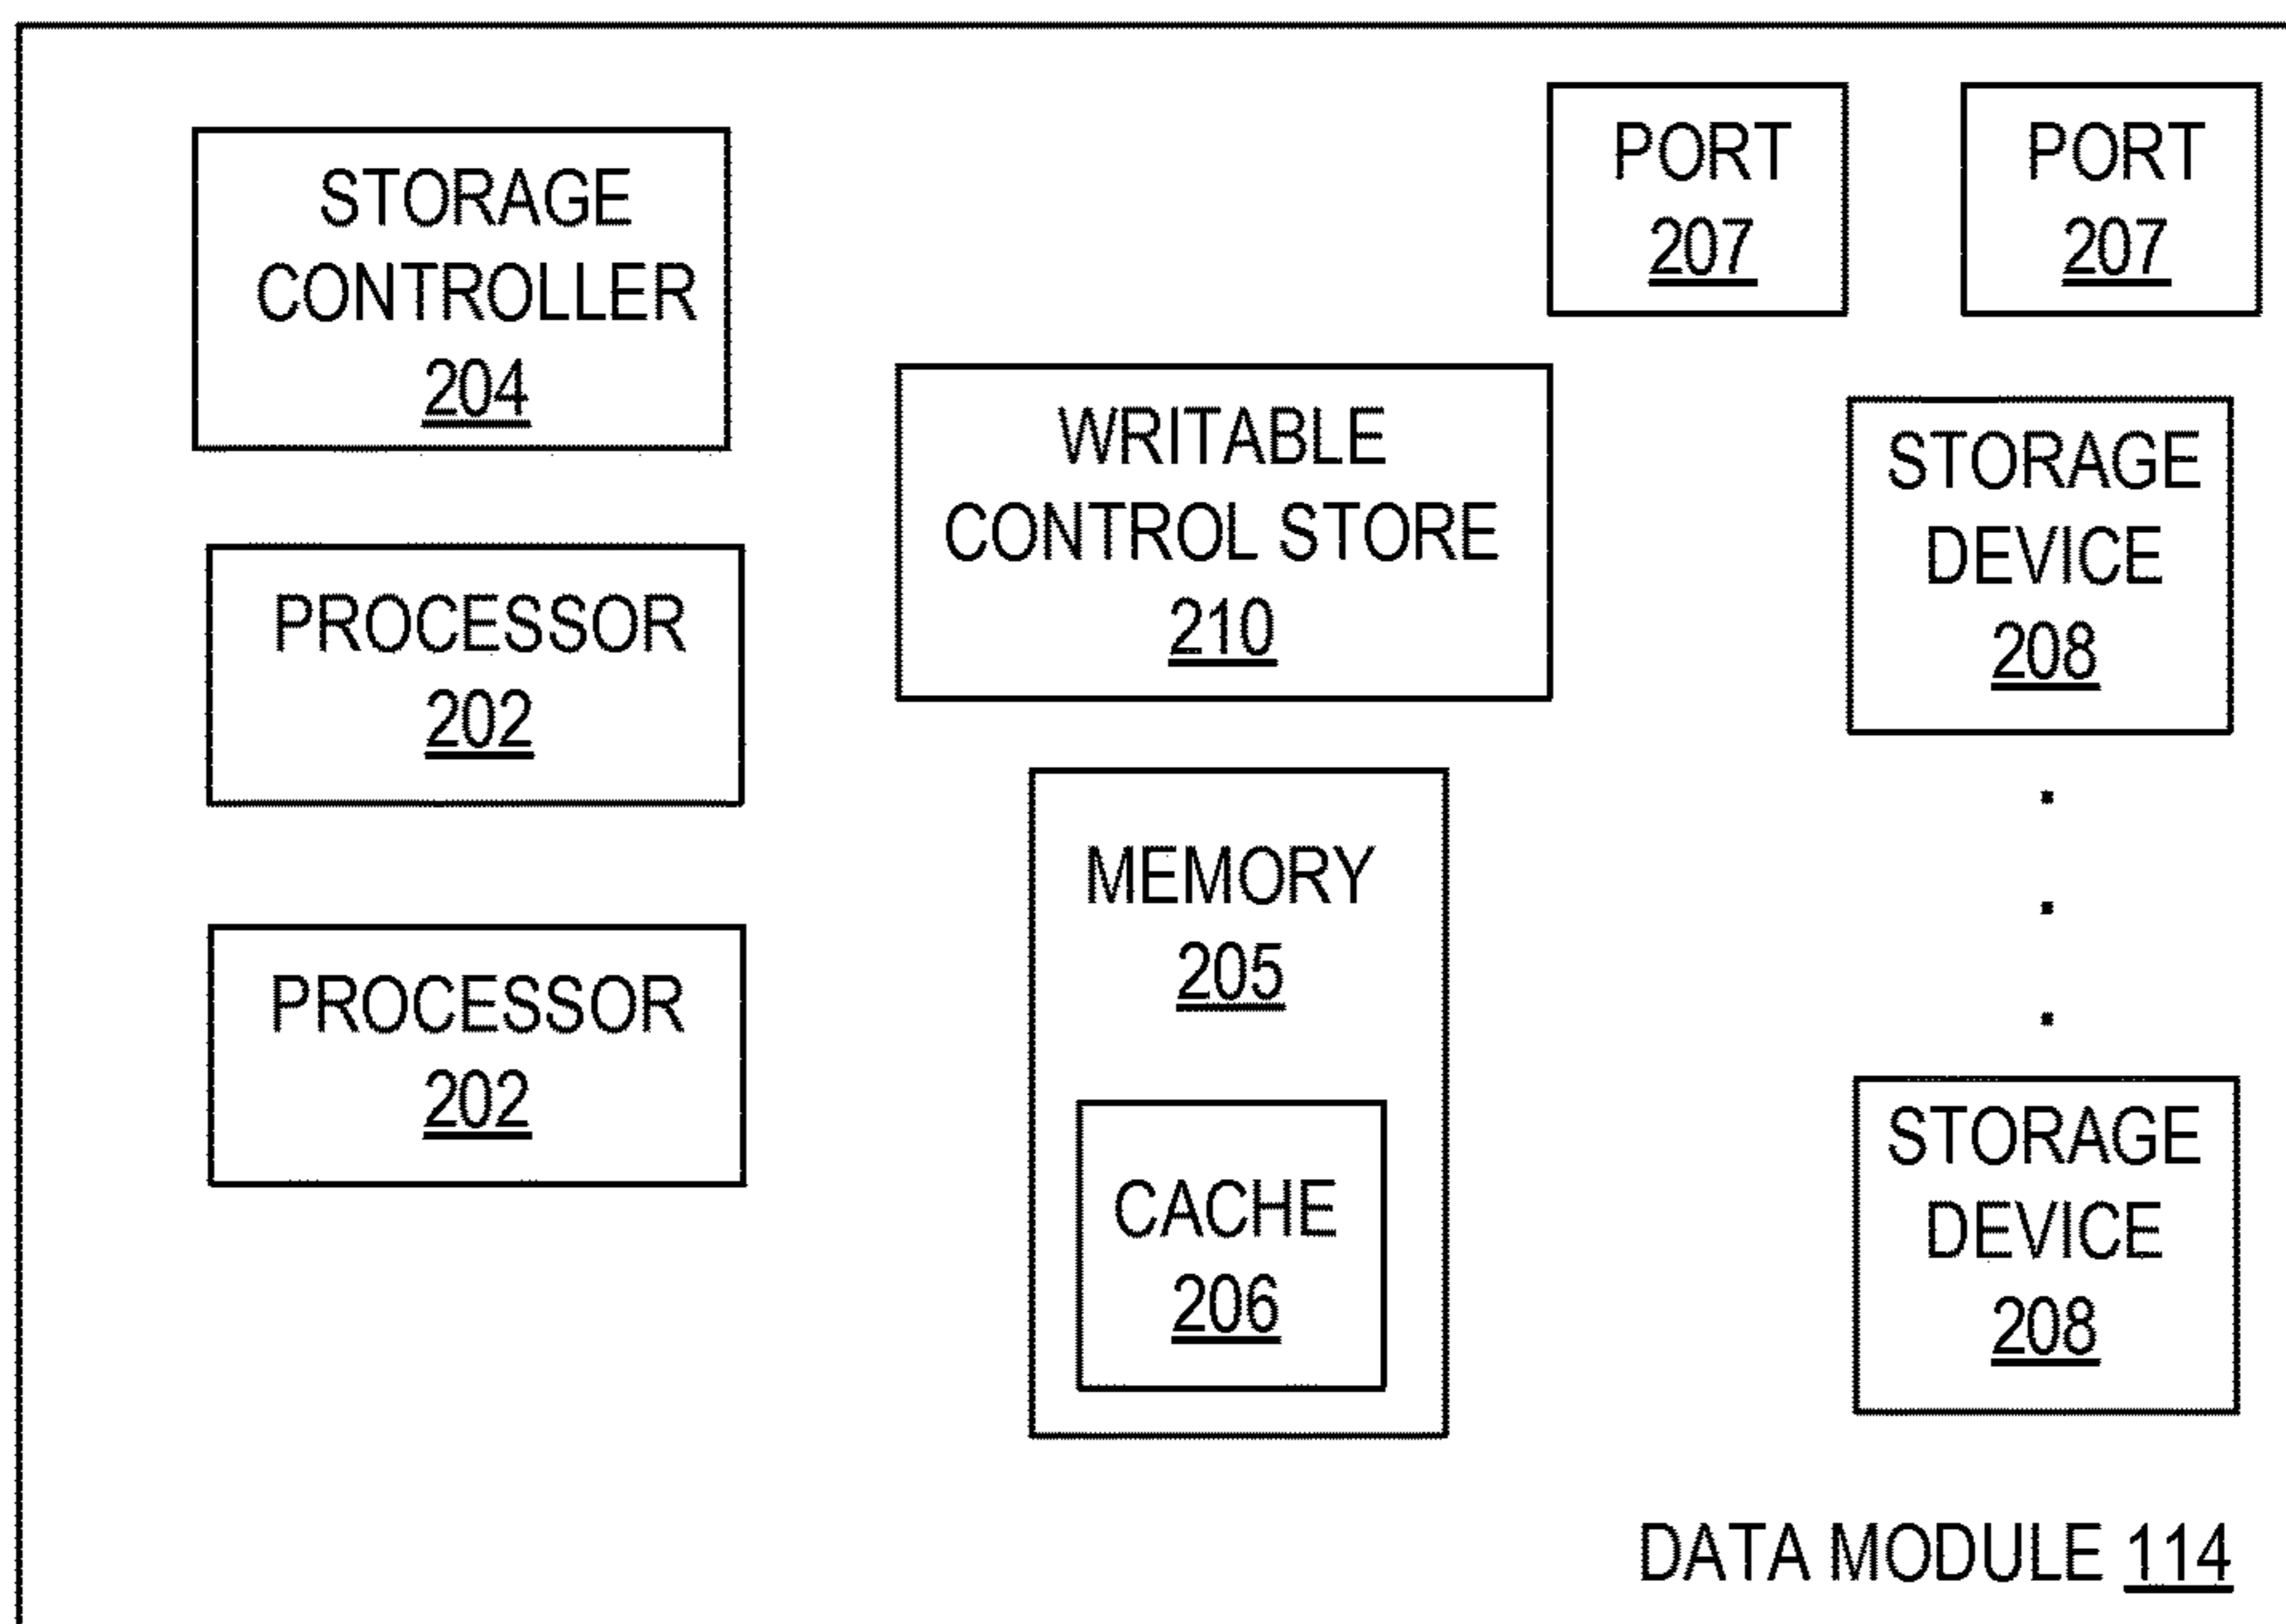 STORAGE
CONTROLLER
204
PROCESSOR
202
PROCESSOR
202
WRITABLE
CONTROL STORE
210
MEMORY
205
CACHE
206
PORT
207
PORT
207
STORAGE
DEVICE
208
STORAGE
DEVICE
208
DATA MODULE 114